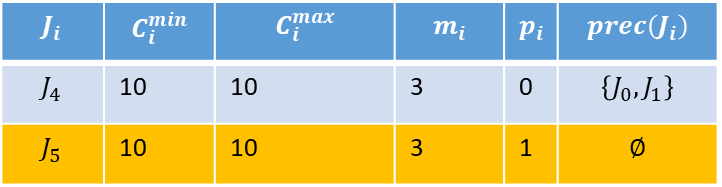 J_i C_i^min C_i^max m_i p_i prec(J_i)
J_4 10 10 3 0 {J_0, J_1}
J_5 10 10 3 1 ∅